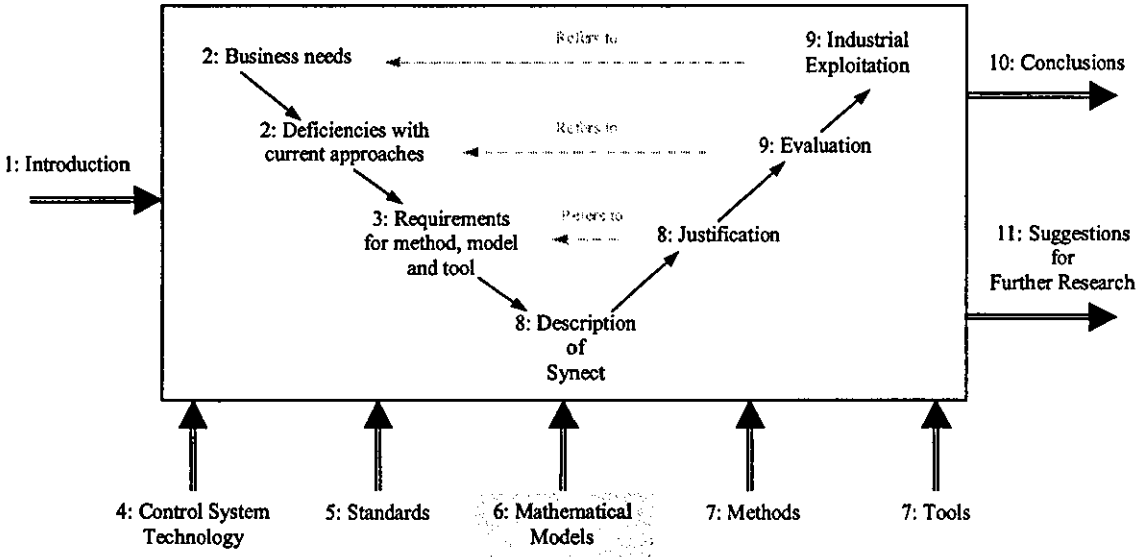 Refers to
2: Business needs
9: Industrial
Exploitation
10: Conclusions
2: Deficiencies with
current approaches
Refers to
9: Evaluation
1: Introduction
3: Requirements
for method, model
and tool
Refers to
8: Justification
11: Suggestions
for
Further Research
8: Description
of
Synect
4: Control System
Technology
5: Standards
6: Mathematical
Models
7: Methods
7: Tools